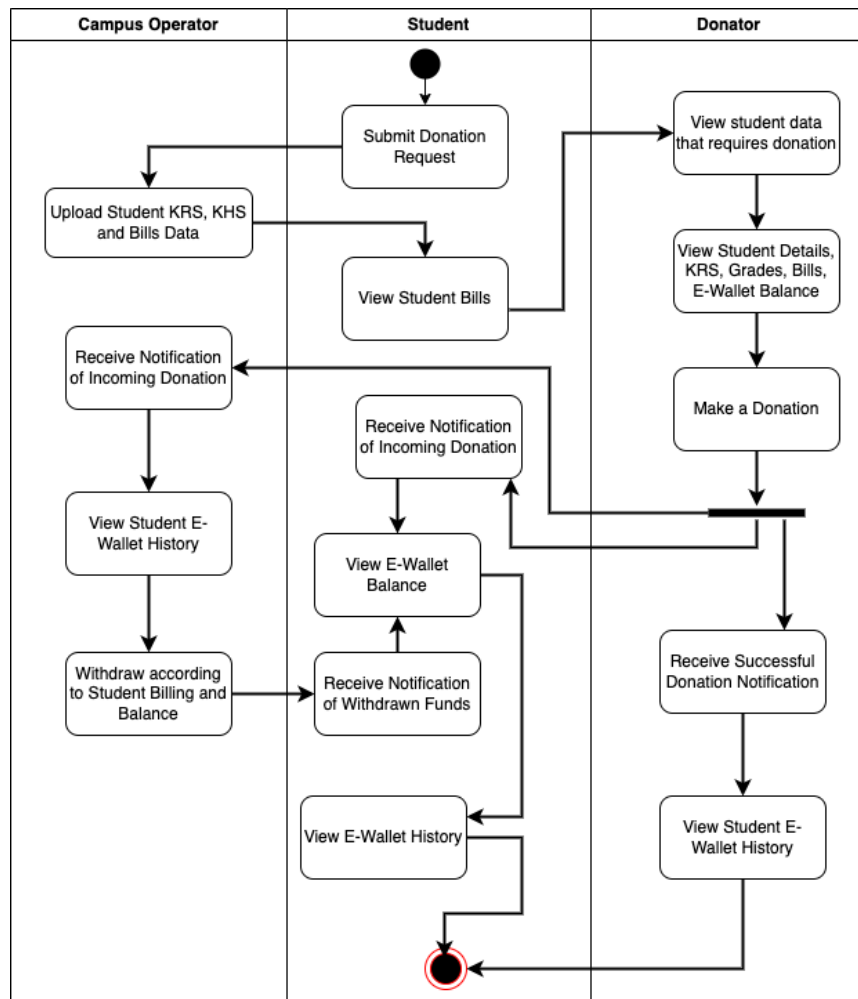 Campus Operator
Student
Donator
Submit Donation
Request
View student data
that requires donation
Upload Student KRS, KHS
and Bills Data
View Student Bills
View Student Details,
KRS, Grades, Bills,
E-Wallet Balance
Receive Notification
of Incoming Donation
Make a Donation
Receive Notification
of Incoming Donation
View Student E-
Wallet History
View E-Wallet
Balance
Withdraw according
to Student Billing and
Balance
Receive Notification
of Withdrawn Funds
Receive Successful
Donation Notification
View E-Wallet History
View Student E-
Wallet History